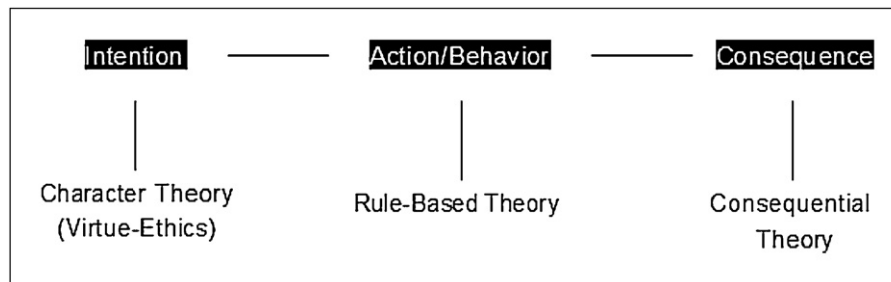 Intention
Action/Behavior
Consequence
Character Theory
(Virtue-Ethics)
Rule-Based Theory
Consequential
Theory